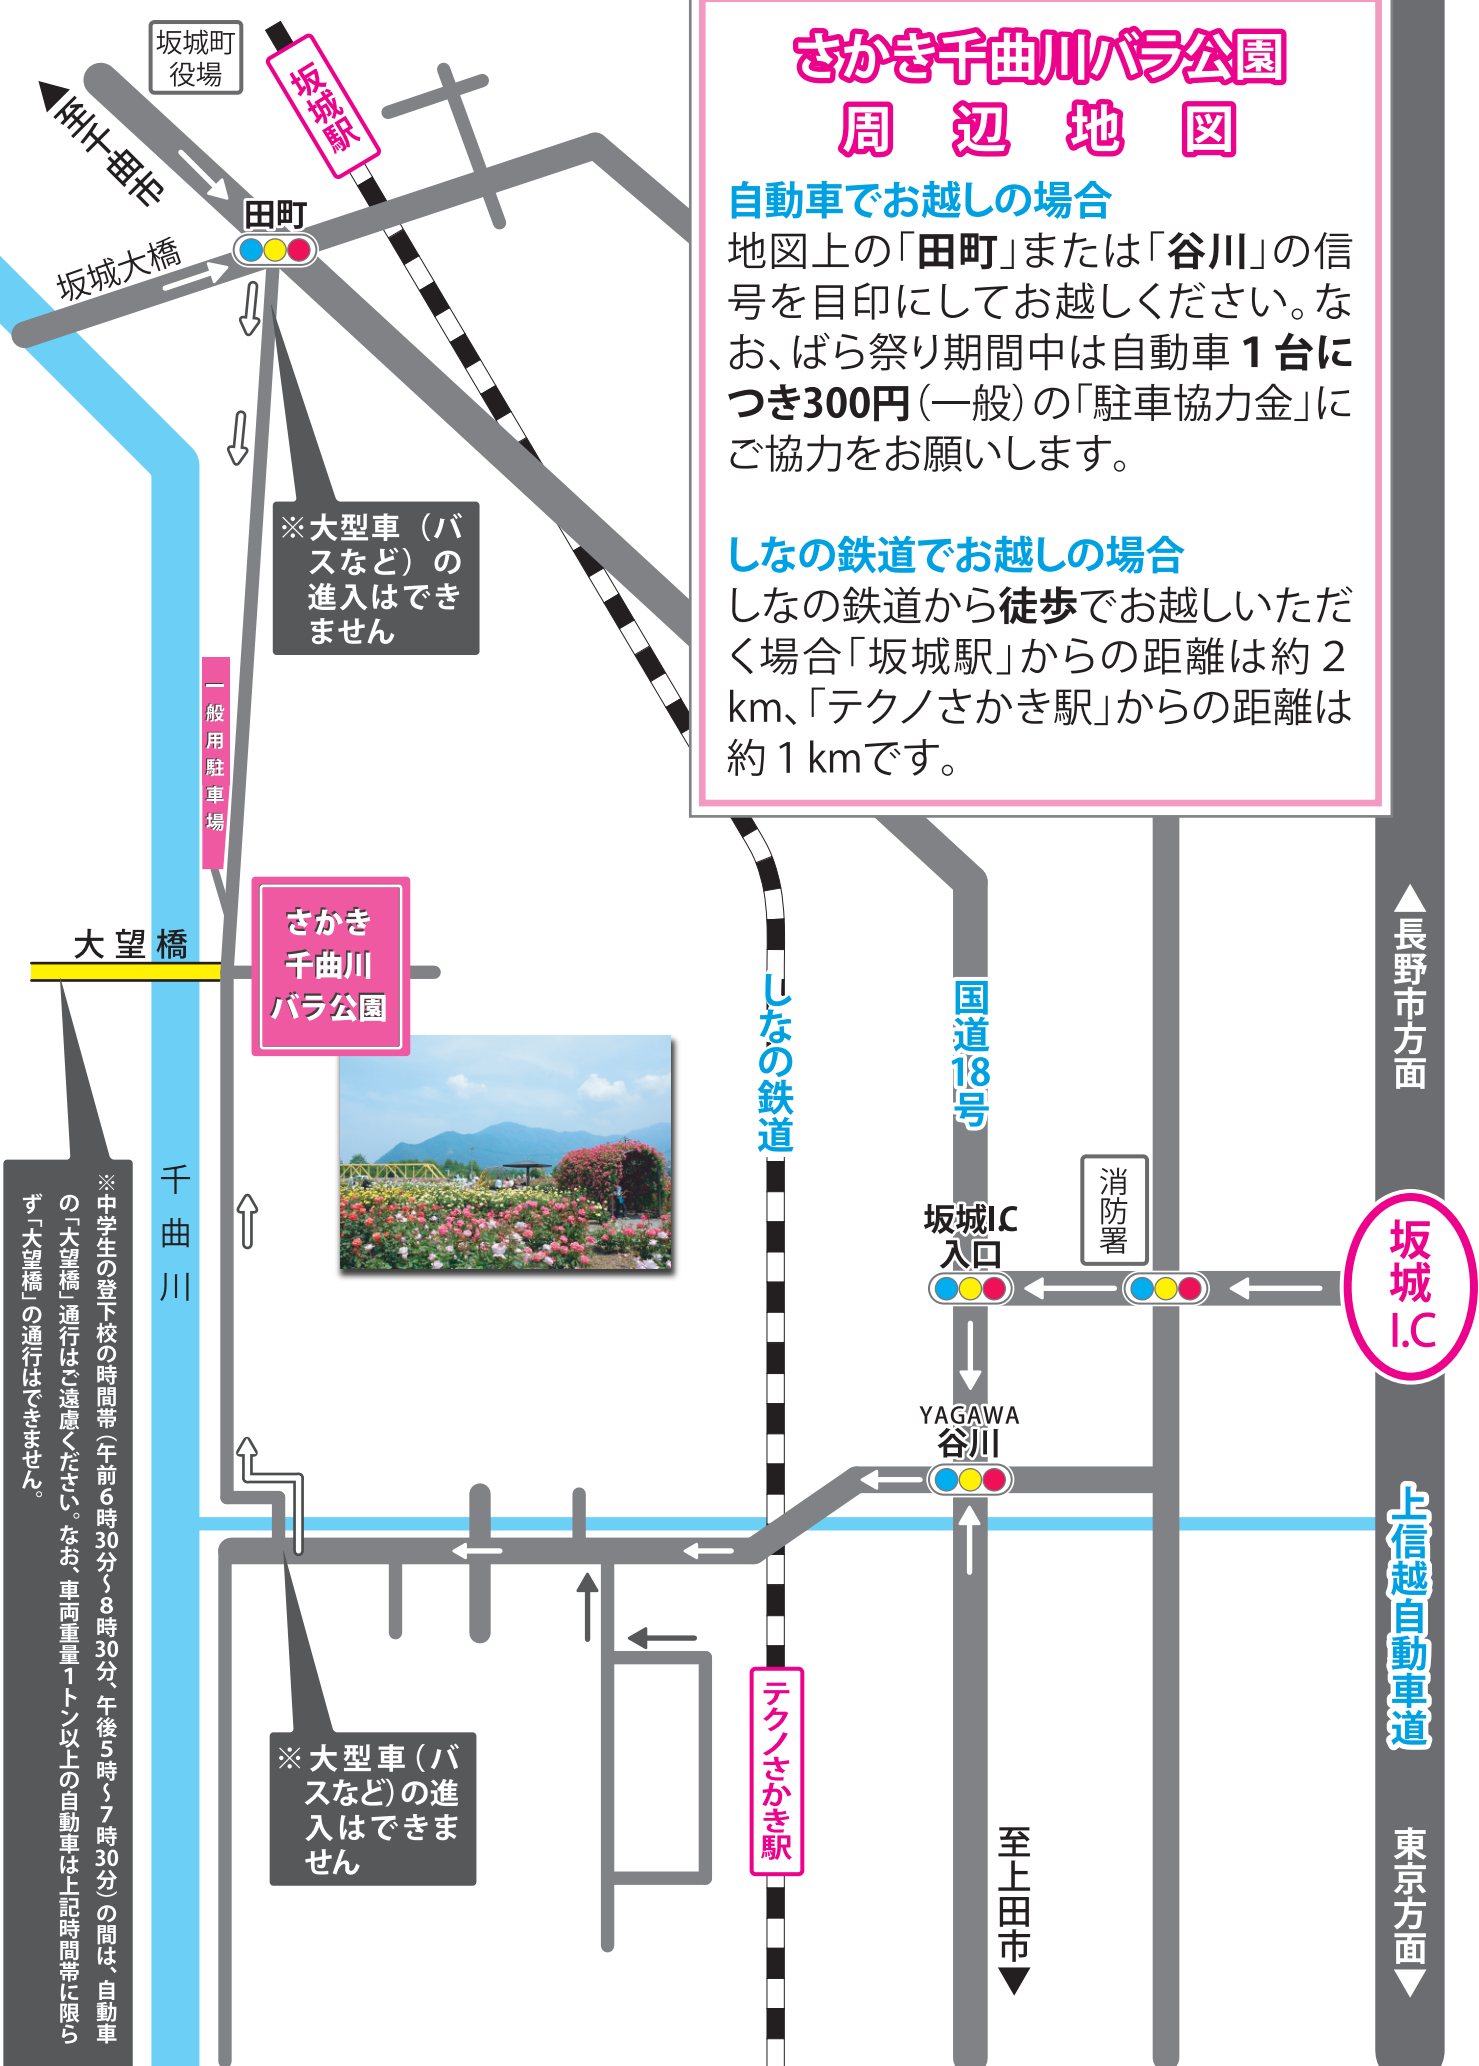 さかき千曲川バラ公園
周辺地図
自動車でお越しの場合
地図上の「田町」または「谷川」の信
号を目印にしてお越しください。な
お、ばら祭り期間中は自動車1台に
つき300円(一般)の「駐車協力金」に
ご協力をお願いします。
しなの鉄道でお越しの場合
しなの鉄道から徒歩でお越しいただ
く場合「坂城駅」からの距離は約2
km、「テクノさかき駅」からの距離は
約1kmです。
坂城町
役場
坂城駅
至千曲市
田町
坂城大橋
※大型車(バ
スなど)の
進入はでき
ません
一般用駐車場
さかき
千曲川
バラ公園
大望橋
しなの鉄道
国道18号
▲長野市方面
千曲川
※中学生の登下校の時間帯(午前6時30分~8時30分、午後5時~7時30分)の間は、自動車
の「大望橋」通行はご遠慮ください。なお、車両重量1トン以上の自動車は上記時間帯に限ら
ず「大望橋」の通行はできません。
坂城I.C
入口
消防署
坂城
I.C
YAGAWA
谷川
上信越自動車道
※大型車(バ
スなど)の進
入はできま
せん
テクノさかき駅
至上田市▼
東京方面▼